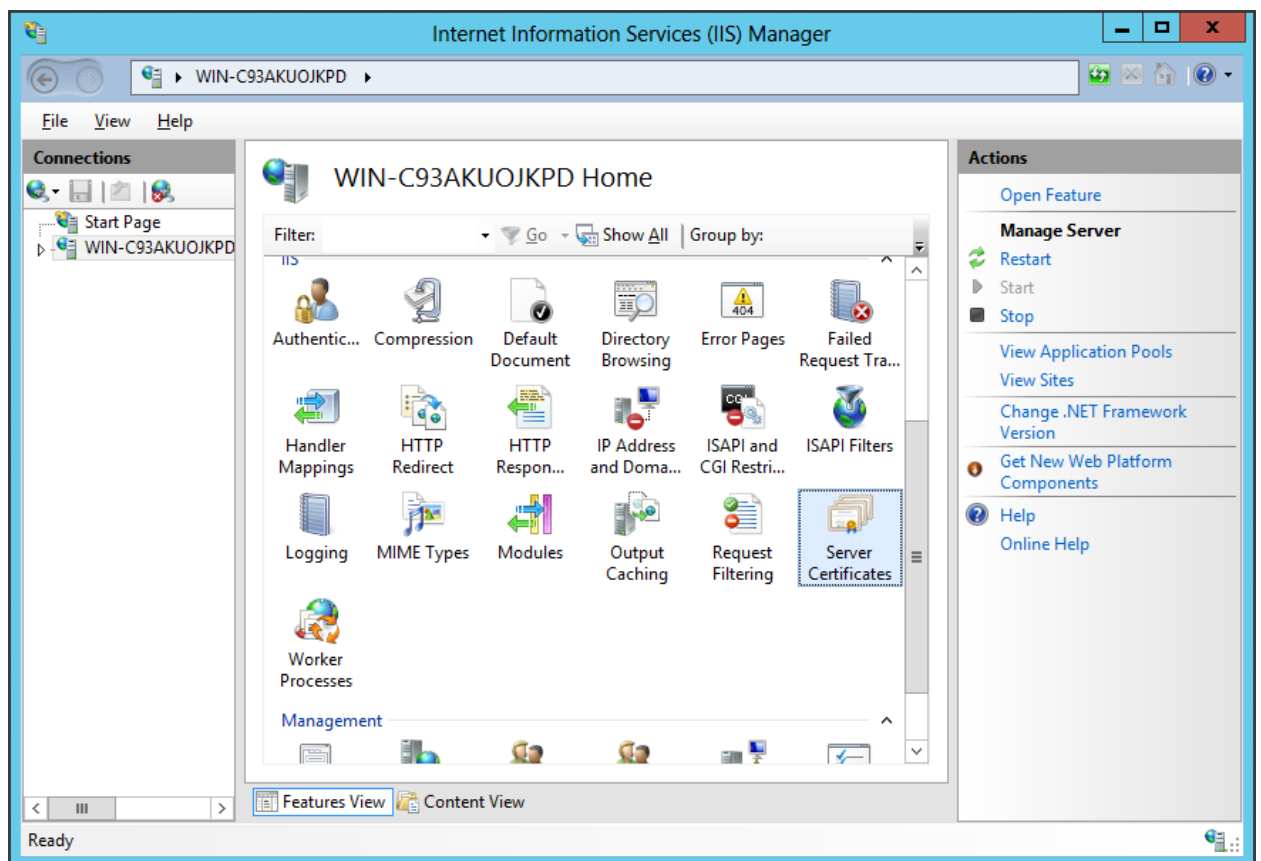 Internet Information Services (IIS) Manager
WIN-C93AKUOJKPD
File View Help
Connections
Start Page
WIN-C93AKUOJKPD
WIN-C93AKUOJKPD Home
Filter: Go Show All Group by:
IIS
Authentic... Compression Default Directory Error Pages Failed
Document Browsing Request Tra...
404
CGI
Handler HTTP HTTP IP Address ISAPI and ISAPI Filters
Mappings Redirect Respon... and Doma... CGI Restri...
Logging MIME Types Modules Output Request Server
Caching Filtering Certificates
Worker
Processes
Management
Features View Content View
Actions
Open Feature
Manage Server
Restart
Start
Stop
View Application Pools
View Sites
Change .NET Framework
Version
Get New Web Platform
Components
Help
Online Help
Ready